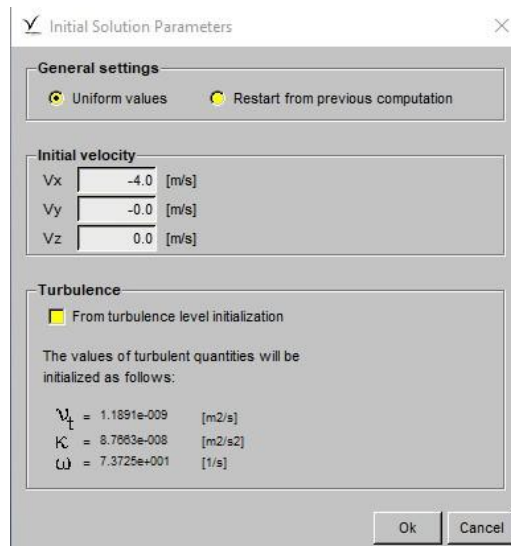 Initial Solution Parameters
General settings
Uniform values Restart from previous computation
Initial velocity
Vx -4.0 [m/s]
Vy -0.0 [m/s]
Vz 0.0 [m/s]
Turbulence
From turbulence level initialization
The values of turbulent quantities will be
initialized as follows:
νt = 1.1891e-009 [m2/s]
K = 8.7663e-008 [m2/s2]
ω = 7.3725e+001 [1/s]
Ok Cancel